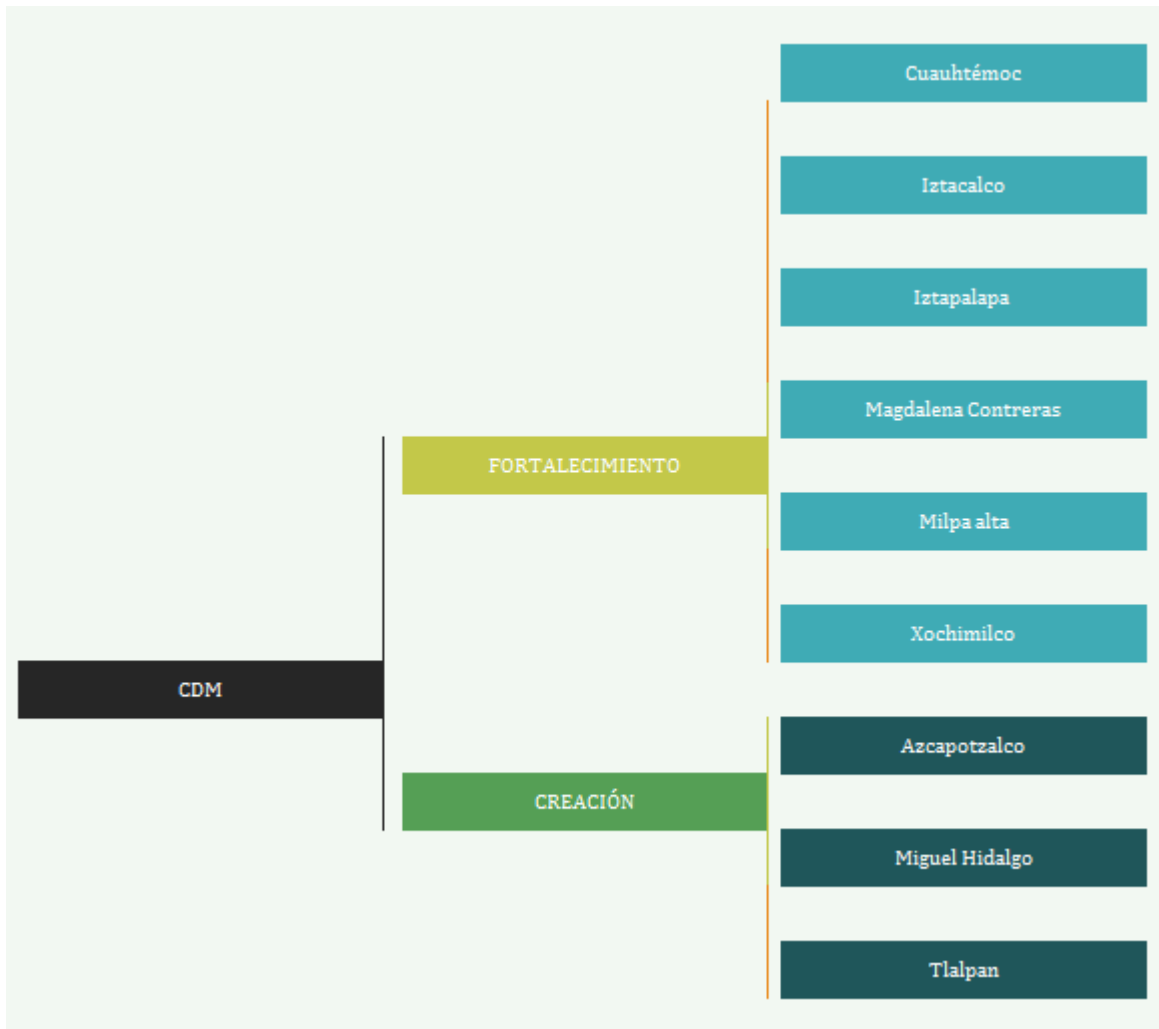 CDM
FORTALECIMIENTO
Cuauhtémoc
Iztacalco
Iztapalapa
Magdalena Contreras
Milpa alta
Xochimilco
CREACIÓN
Azcapotzalco
Miguel Hidalgo
Tlalpan